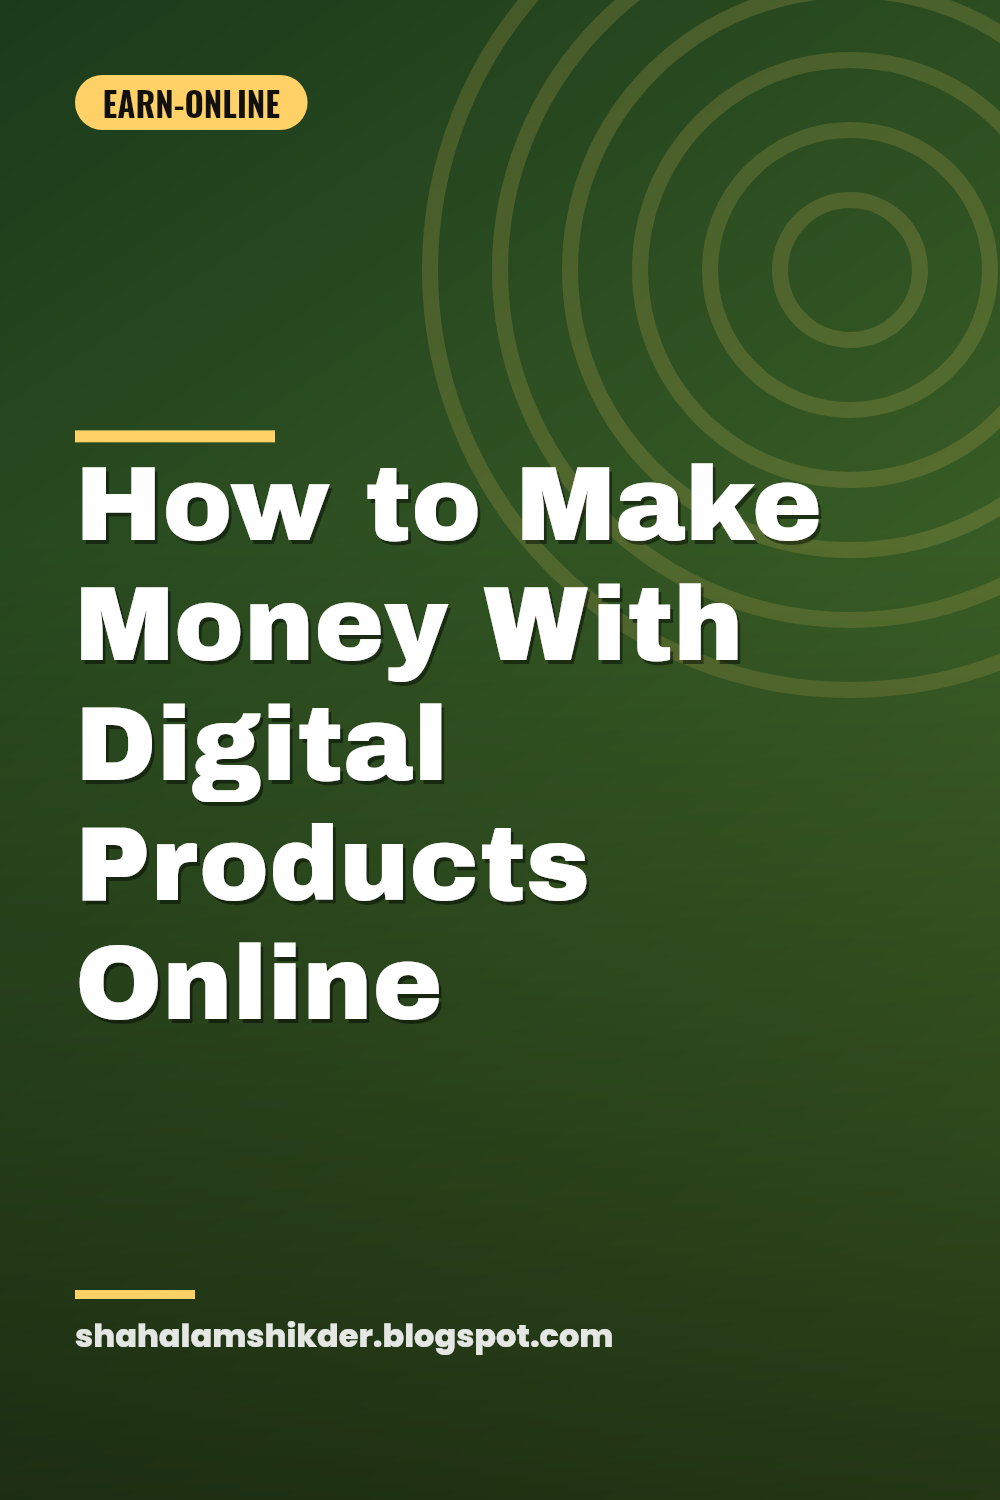 EARN-ONLINE
How to Make
Money With
Digital
Products
Online
shahalamshikder.blogspot.com